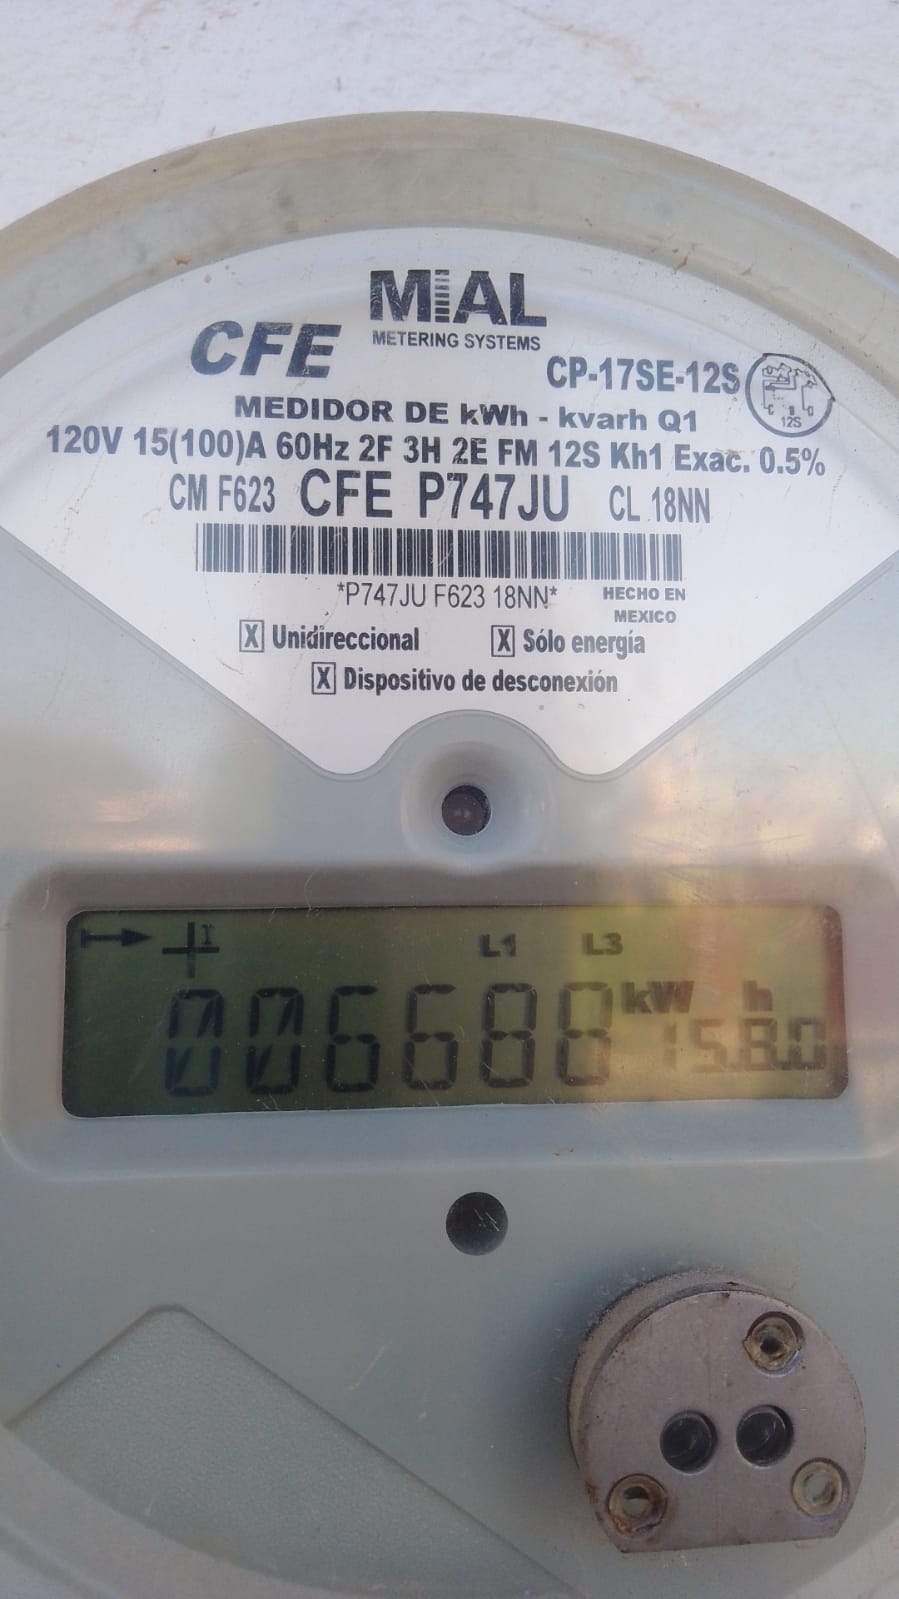 MIAL
METERING SYSTEMS
CFE
CP-17SE-12S
12S
MEDIDOR DE kWh - kvarh Q1
120V 15(100)A 60Hz 2F 3H 2E FM 12S Kh1 Exac. 0.5%
CM F623 CFE P747JU CL 18NN
*P747JU F623 18NN*
HECHO EN
MEXICO
X Unidireccional X Sólo energía
X Dispositivo de desconexión
L1 L3
006688 kW h
15.8.0